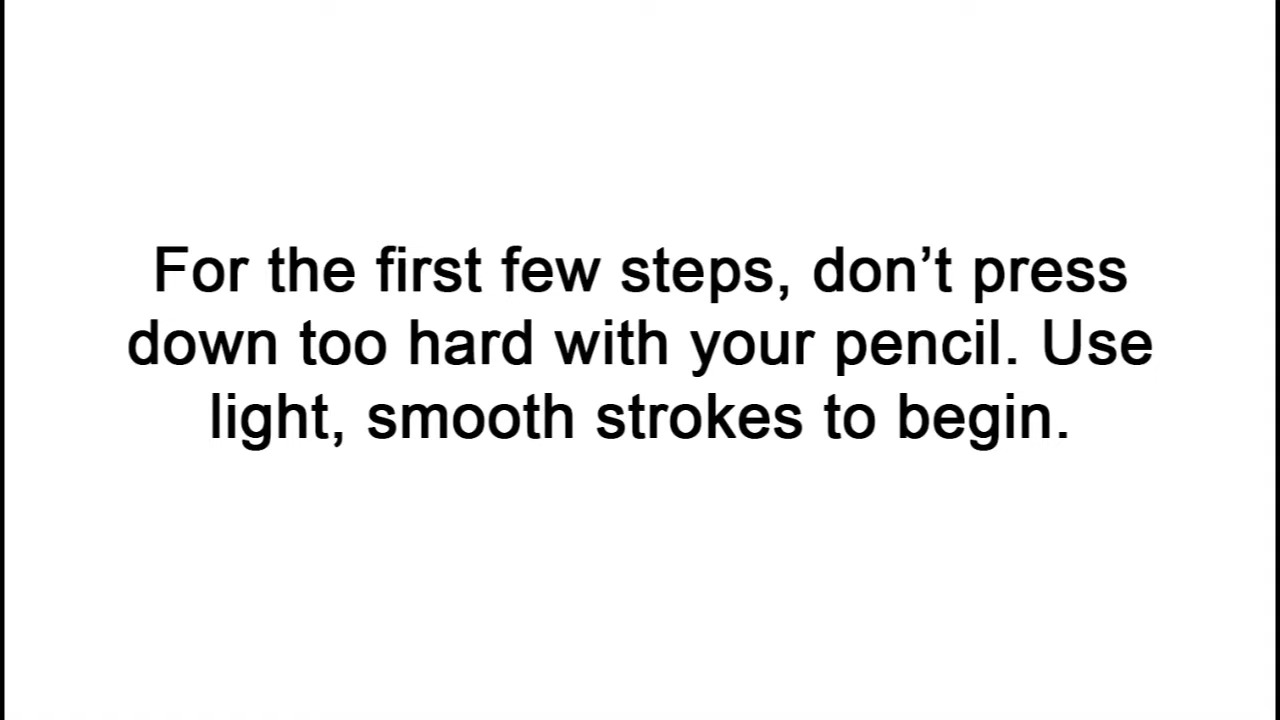 For the first few steps, don’t press
down too hard with your pencil. Use
light, smooth strokes to begin.